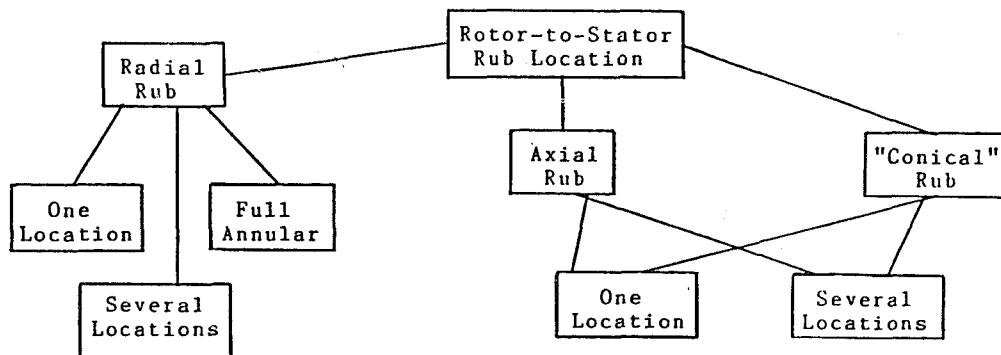 Rotor-to-Stator
Rub Location
Radial
Rub
Axial
Rub
"Conical"
Rub
One
Location
Full
Annular
Several
Locations
One
Location
Several
Locations